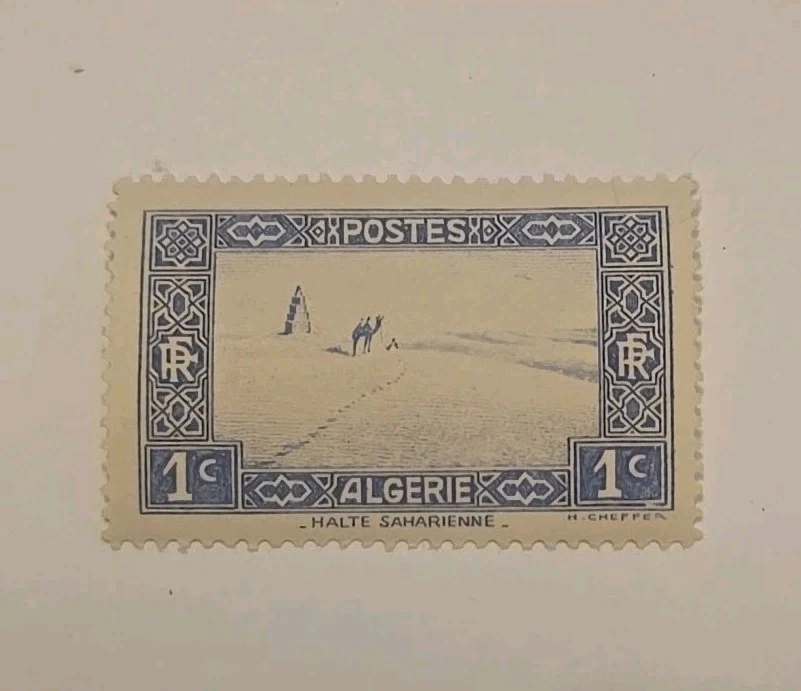 POSTES
RF RF
1c 1c
ALGERIE
- HALTE SAHARIENNE -
H. CHEFFER